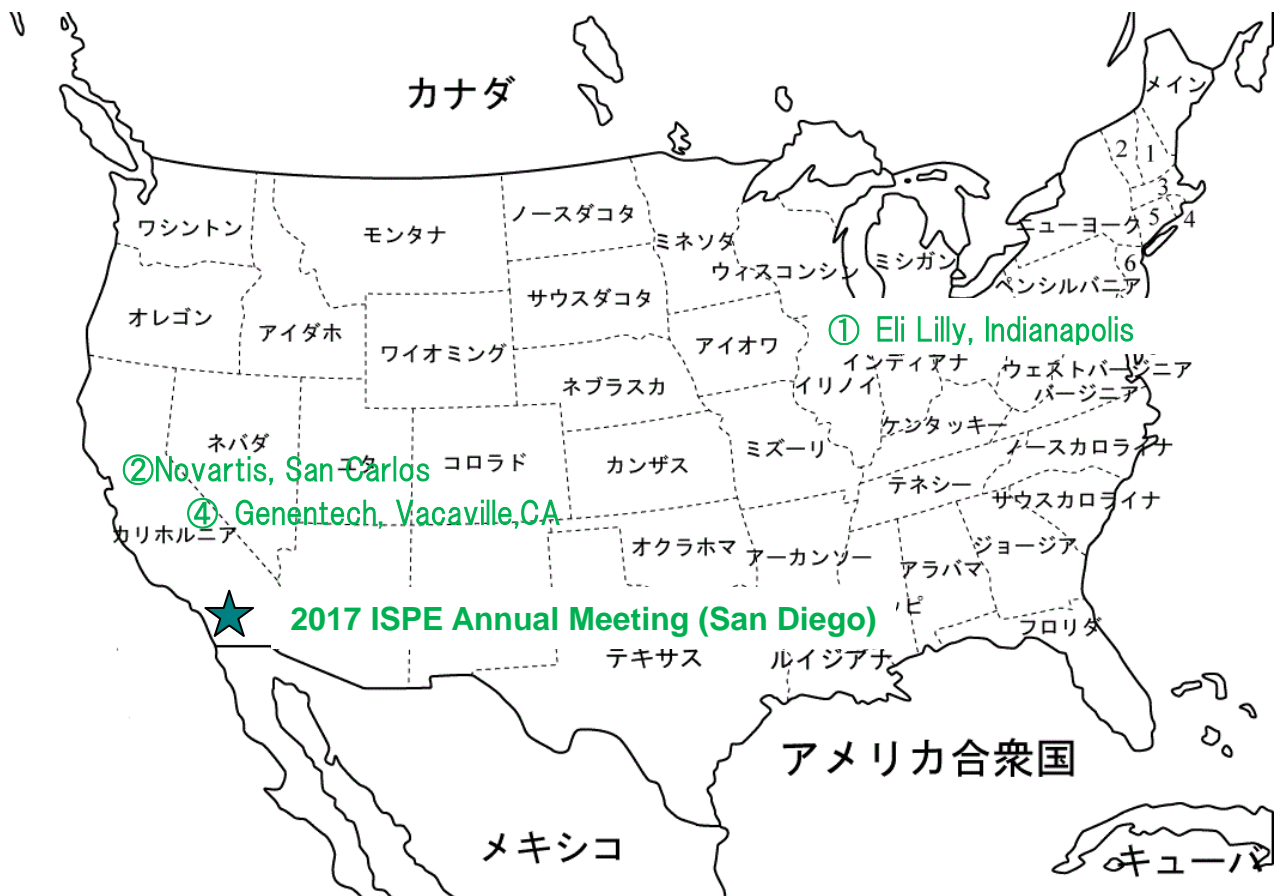 カナダ
メイン
2
1
3
5
4
ニューヨーク
6
ワシントン
モンタナ
ノースダコタ
ミネソタ
ウィスコンシン
ミシガン
ペンシルバニア
オレゴン
アイダホ
サウスダコタ
ワイオミング
アイオワ
① Eli Lilly, Indianapolis
インディアナ
ウェストバージニア
ネブラスカ
イリノイ
バージニア
ケンタッキー
ネバダ
ユタ
コロラド
カンザス
ミズーリ
ノースカロライナ
②Novartis, San Carlos
テネシー
サウスカロライナ
④ Genentech, Vacaville,CA
カリホルニア
オクラホマ
アーカンソー
ジョージア
アラバマ
2017 ISPE Annual Meeting (San Diego)
ピ
フロリダ
テキサス
ルイジアナ
アメリカ合衆国
メキシコ
キューバ